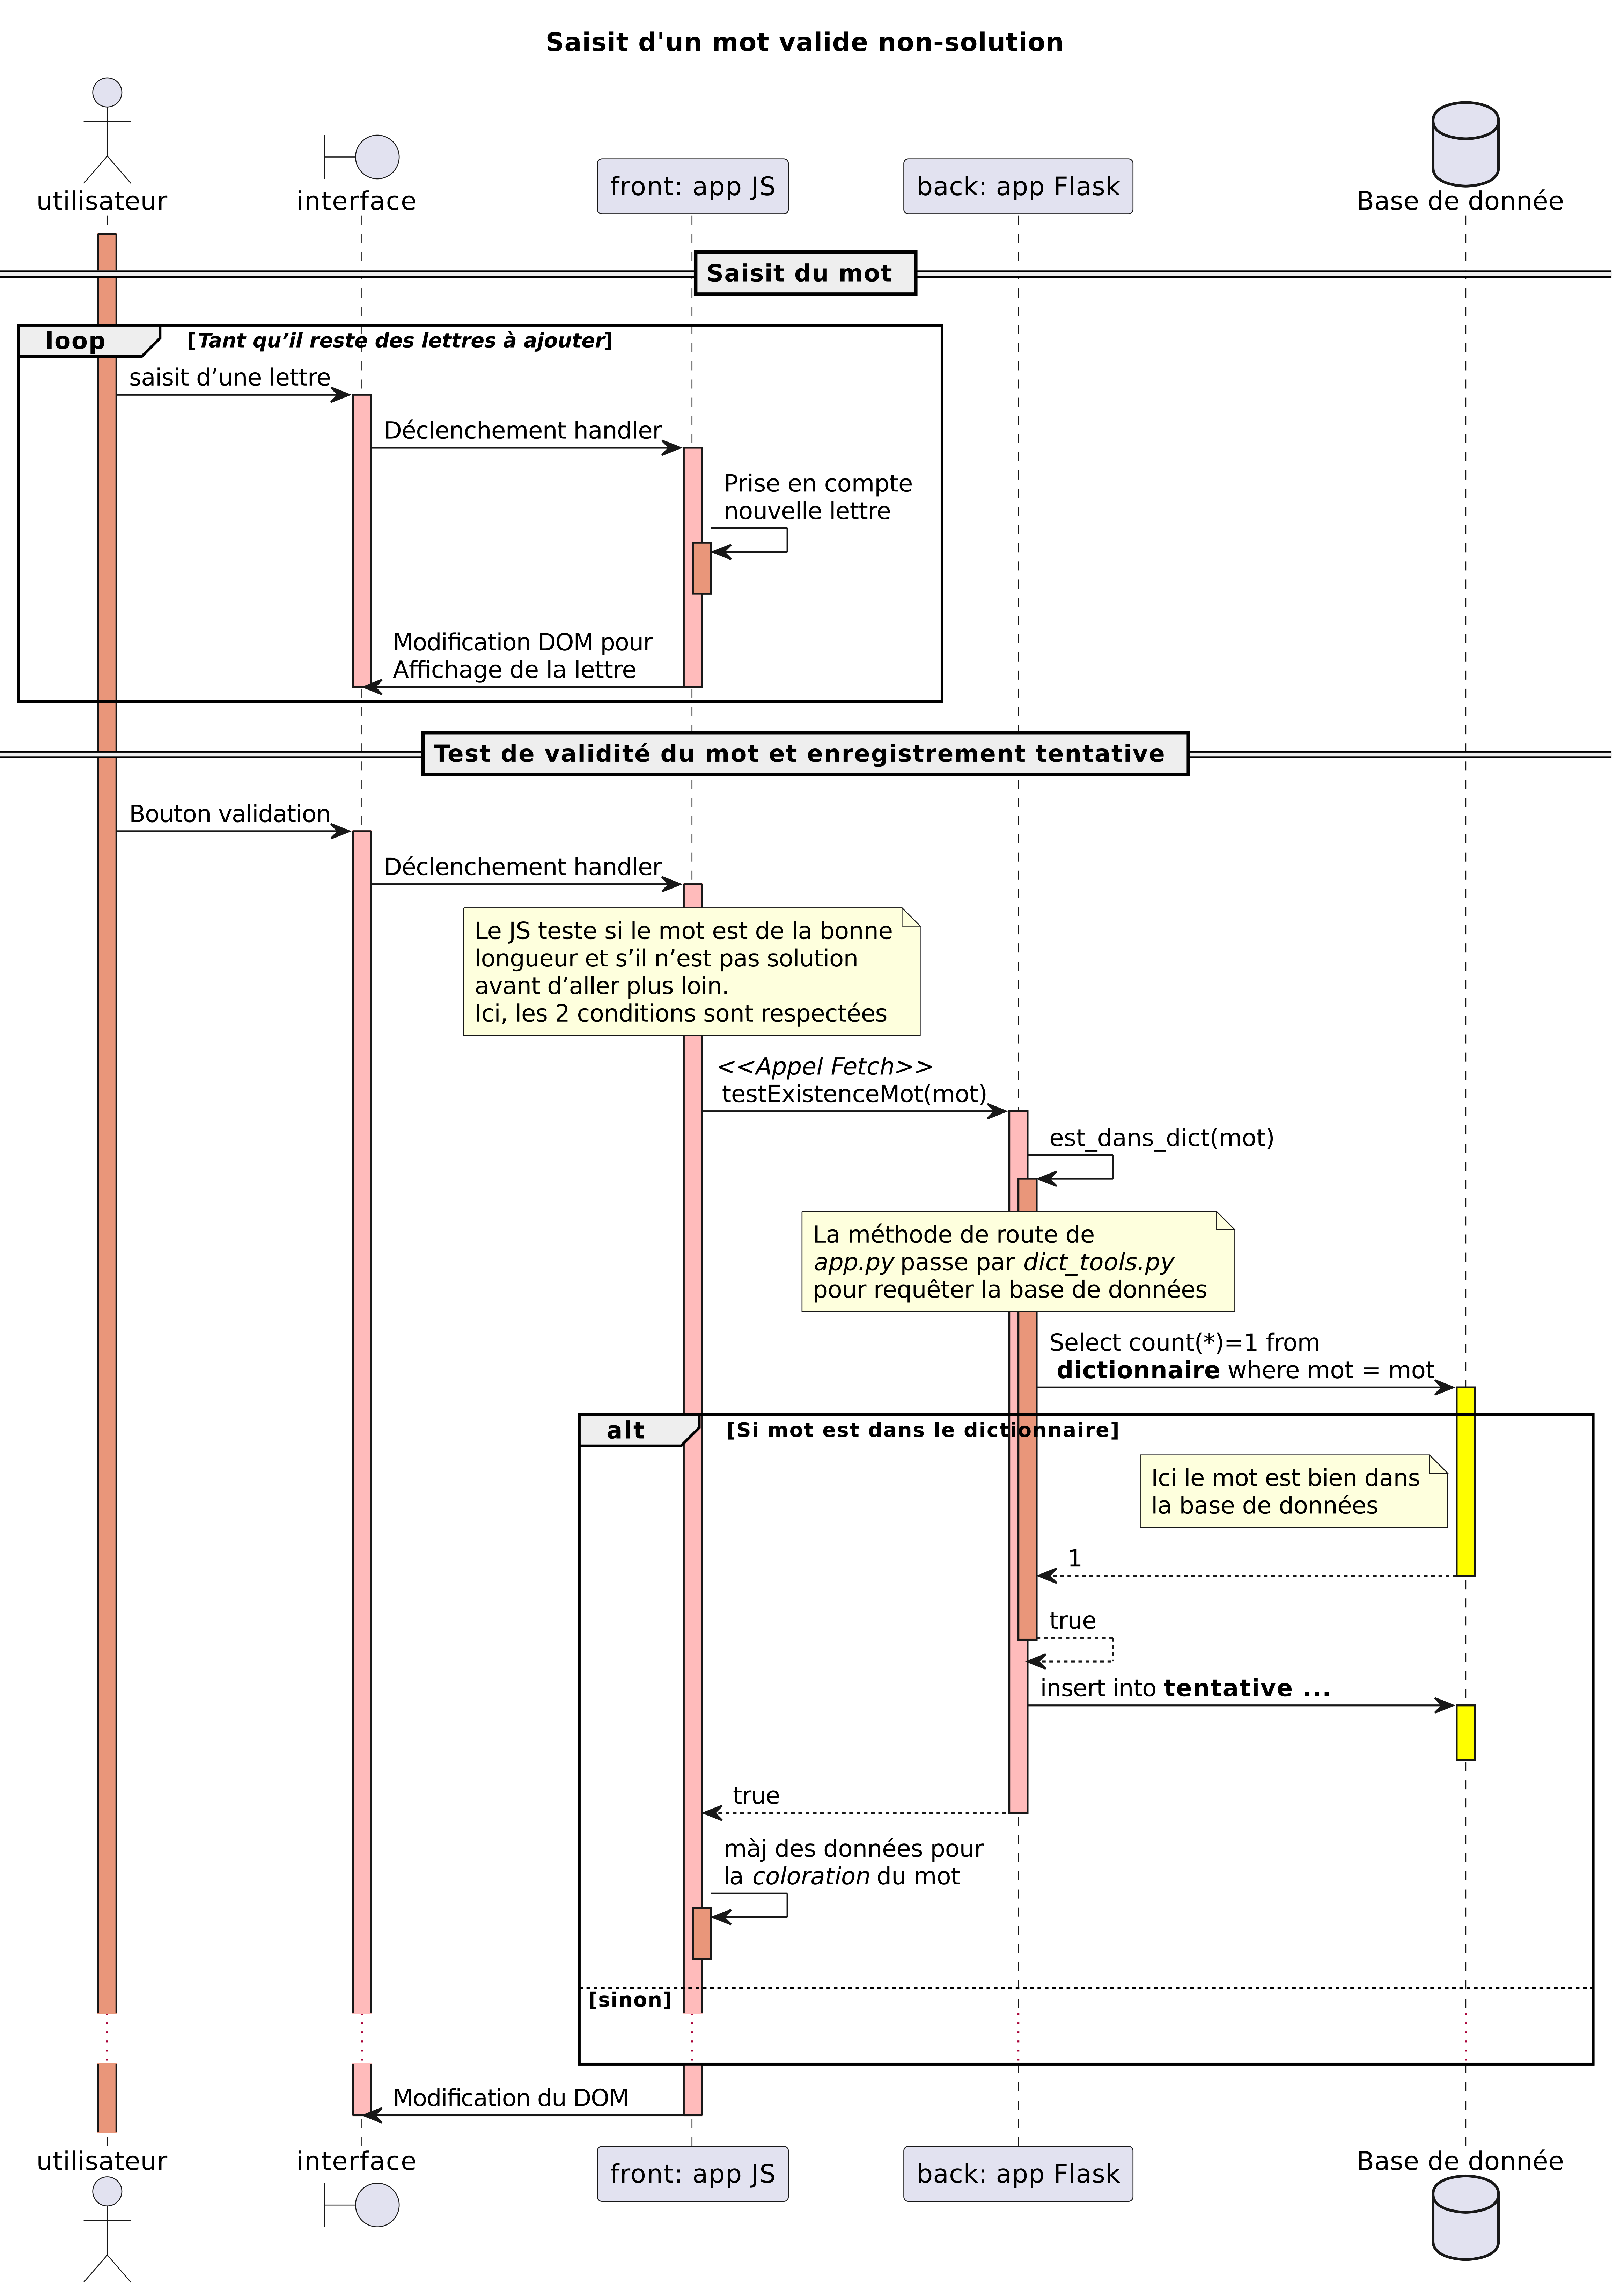 Saisit d'un mot valide non-solution
utilisateur
interface
front: app JS
back: app Flask
Base de donnée
Saisit du mot
loop
[Tant qu’il reste des lettres à ajouter]
saisit d’une lettre
Déclenchement handler
Prise en compte
nouvelle lettre
Modification DOM pour
Affichage de la lettre
Test de validité du mot et enregistrement tentative
Bouton validation
Déclenchement handler
Le JS teste si le mot est de la bonne
longueur et s’il n’est pas solution
avant d’aller plus loin.
Ici, les 2 conditions sont respectées
<<Appel Fetch>>
testExistenceMot(mot)
est_dans_dict(mot)
La méthode de route de
app.py passe par dict_tools.py
pour requêter la base de données
Select count(*)=1 from
dictionnaire where mot = mot
alt
[Si mot est dans le dictionnaire]
Ici le mot est bien dans
la base de données
1
true
insert into tentative ...
true
màj des données pour
la coloration du mot
[sinon]
Modification du DOM
utilisateur
interface
front: app JS
back: app Flask
Base de donnée